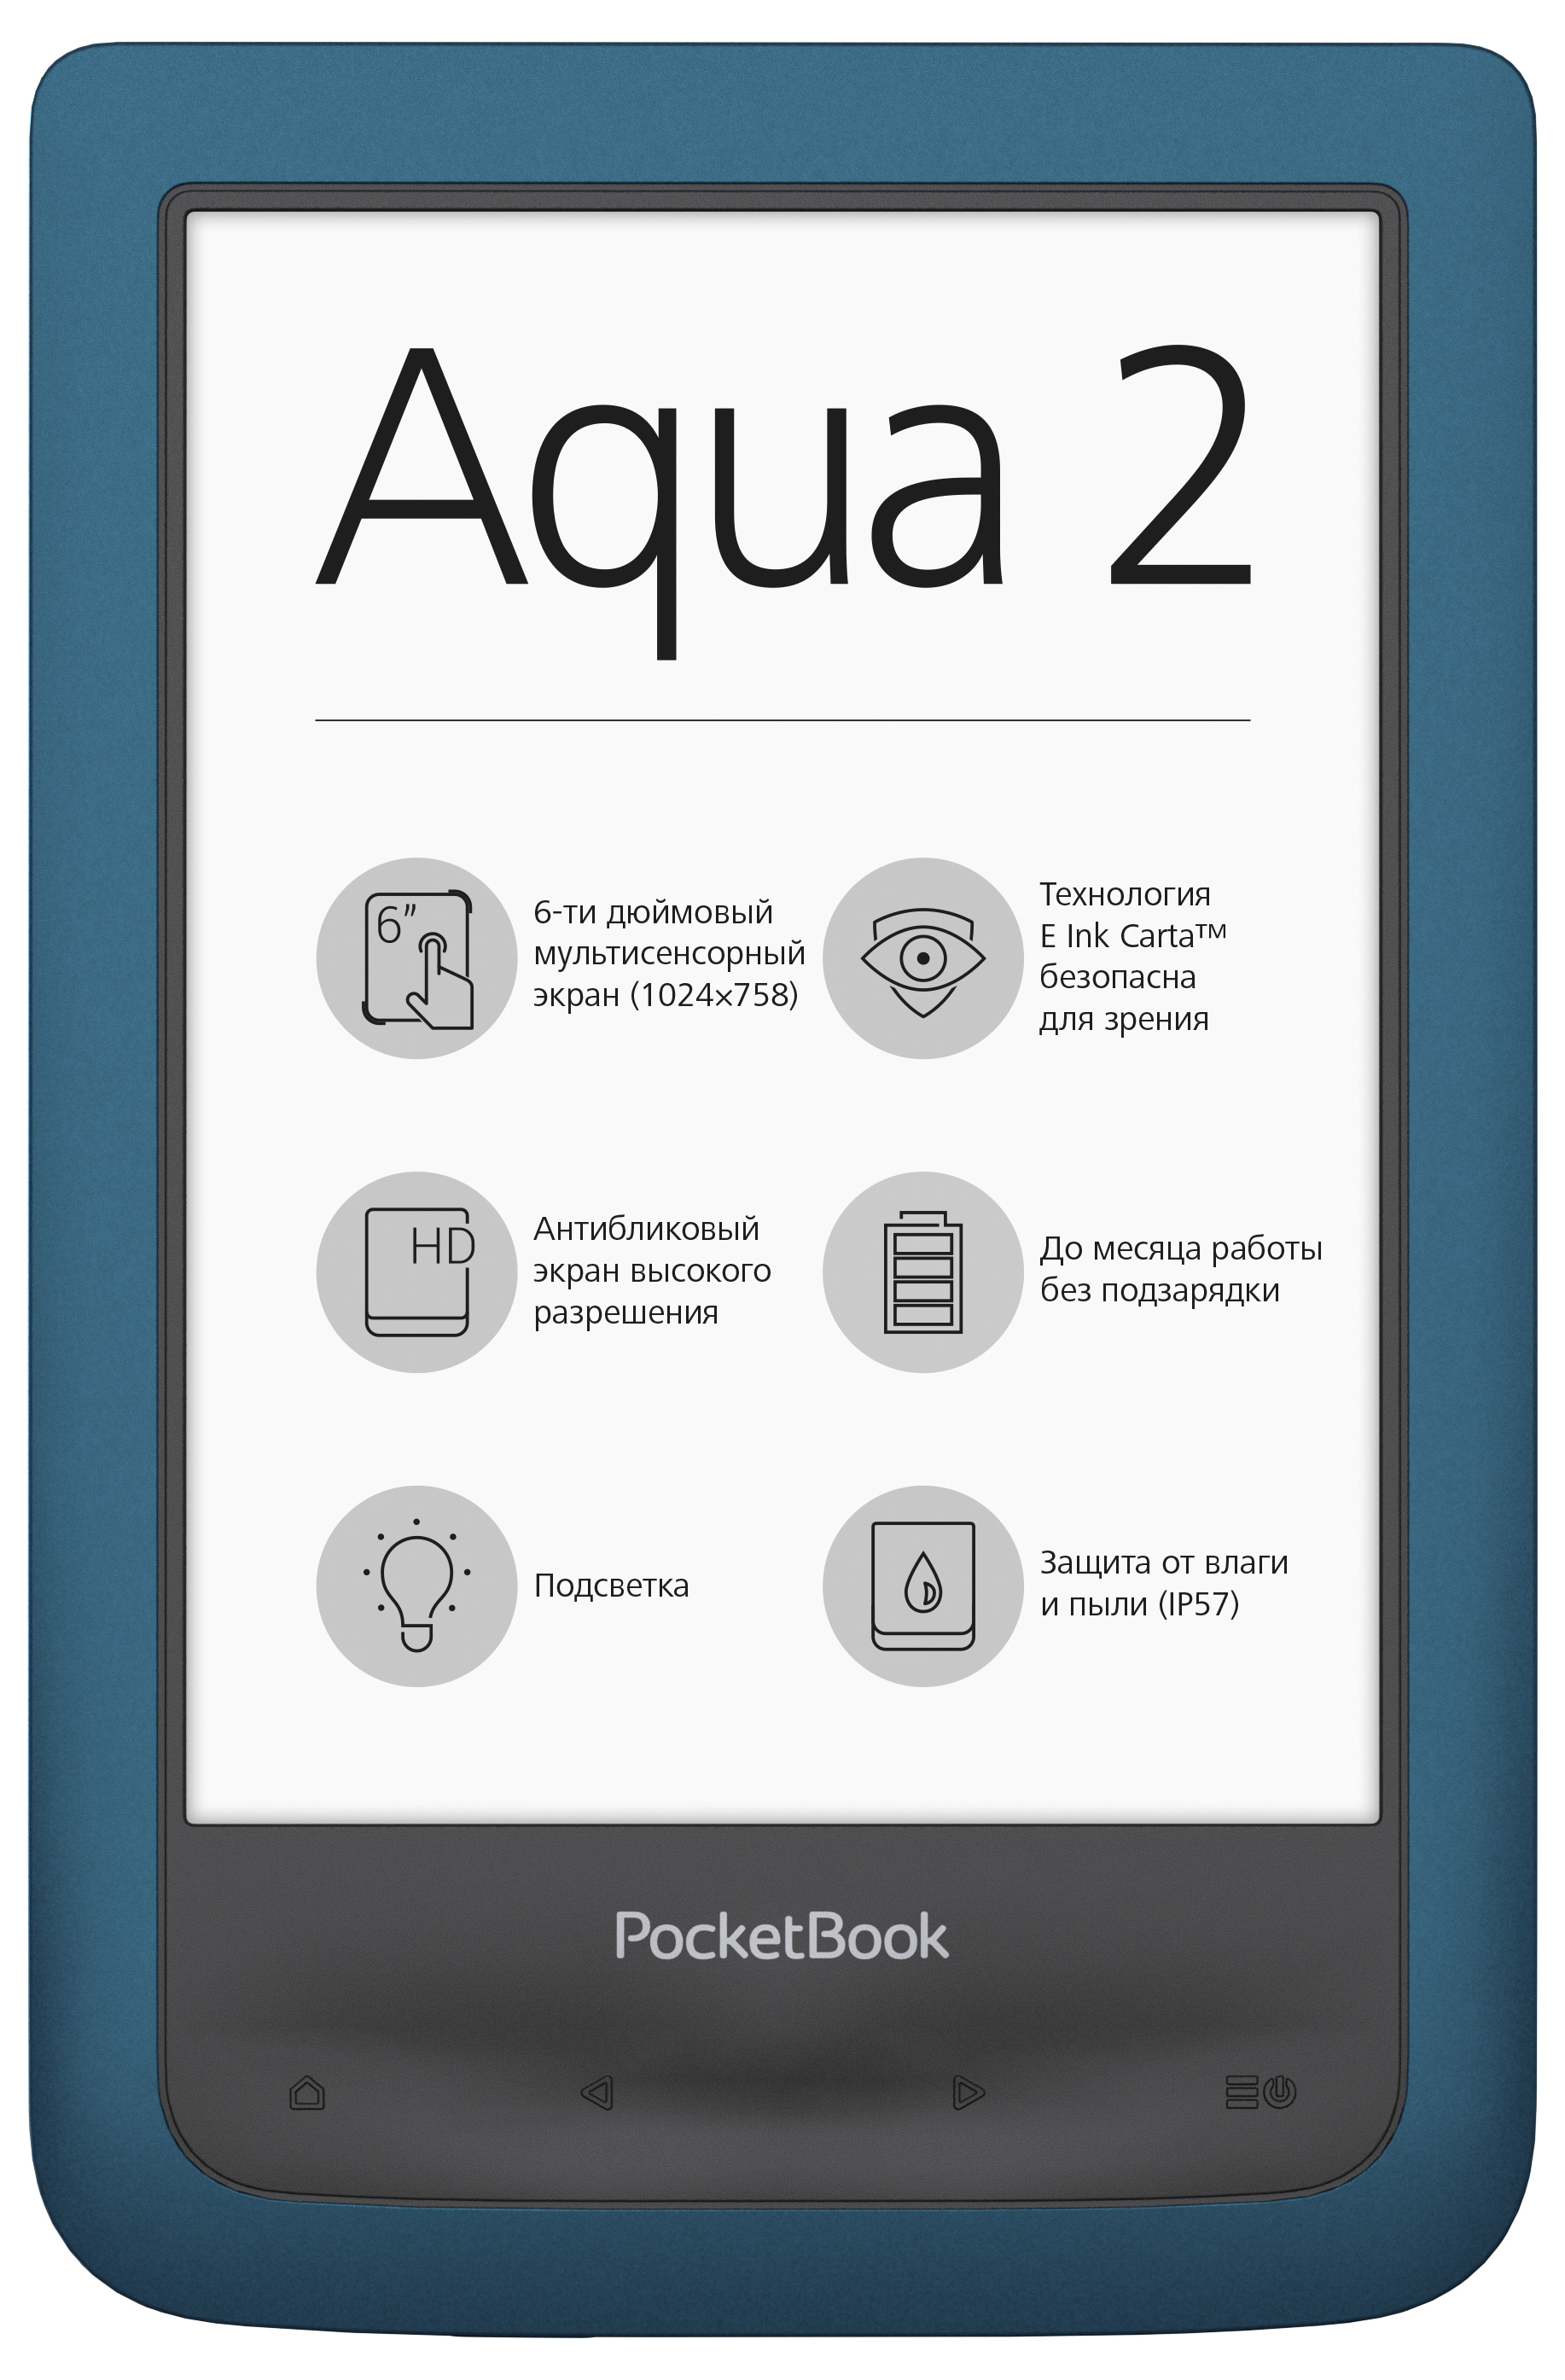 Aqua 2
6”
6-ти дюймовый
мультисенсорный
экран (1024×758)
Технология
E Ink Carta™
безопасна
для зрения
HD
Антибликовый
экран высокого
разрешения
До месяца работы
без подзарядки
Подсветка
Защита от влаги
и пыли (IP57)
PocketBook